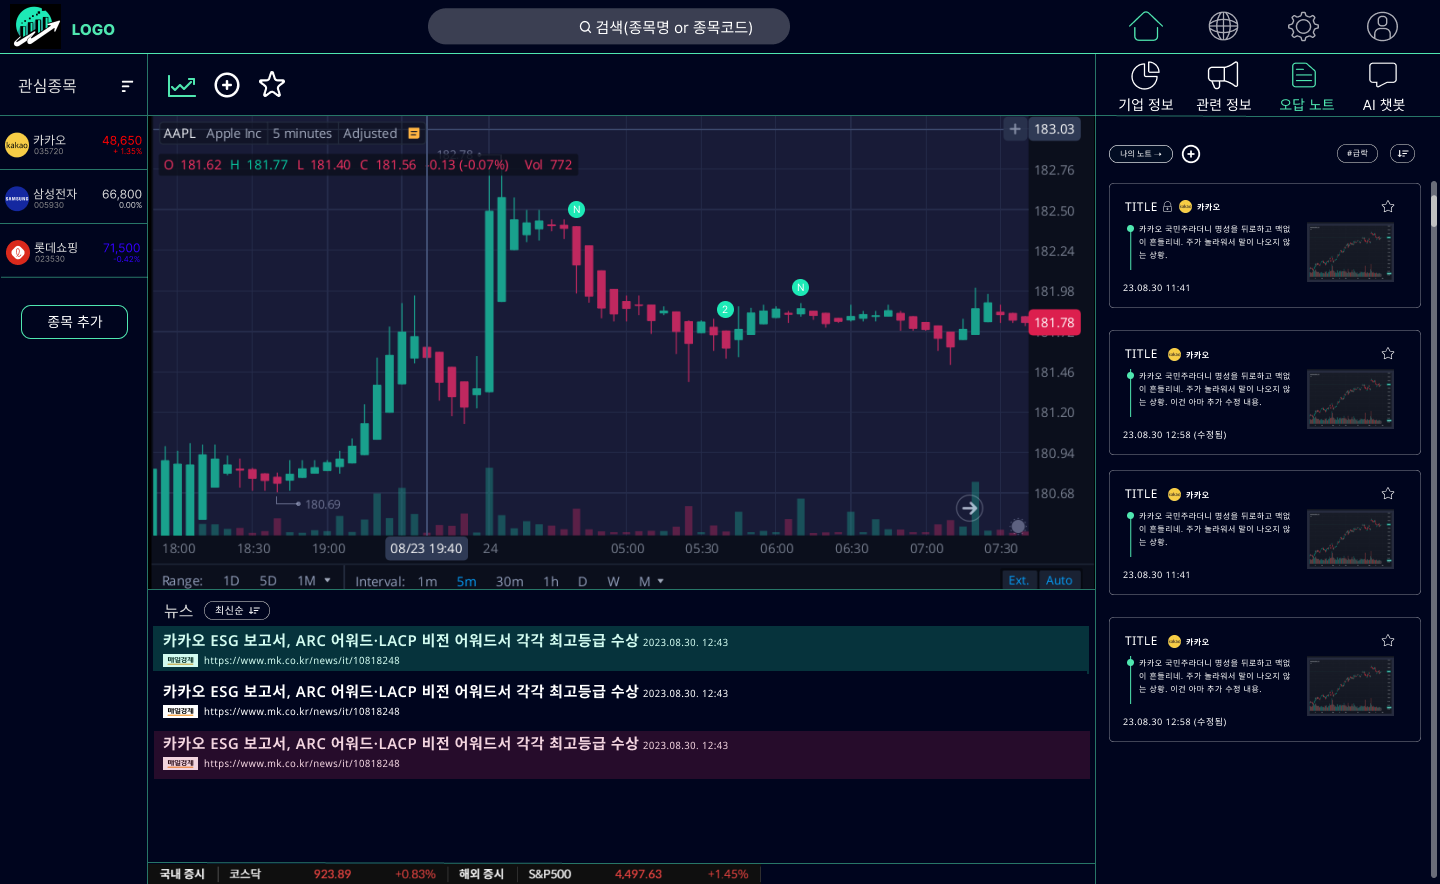 LOGO
검색(종목명 or 종목코드)
관심종목
카카오 48,650
035720 + 1.35%
삼성전자 66,800
005930 0.00%
롯데쇼핑 71,500
023530 -0.42%
종목 추가
AAPL Apple Inc 5 minutes Adjusted
O 181.62 H 181.77 L 181.40 C 181.56 -0.13 (-0.07%) Vol 772
183.03
182.76
182.50
182.24
181.98
181.78
181.46
181.20
180.94
180.68
N
2
N
180.69
18:00 18:30 19:00 08/23 19:40 24 05:00 05:30 06:00 06:30 07:00 07:30
Range: 1D 5D 1M Interval: 1m 5m 30m 1h D W M Ext. Auto
뉴스 최신순
카카오 ESG 보고서, ARC 어워드·LACP 비전 어워드서 각각 최고등급 수상 2023.08.30. 12:43
매일경제 https://www.mk.co.kr/news/it/10818248
카카오 ESG 보고서, ARC 어워드·LACP 비전 어워드서 각각 최고등급 수상 2023.08.30. 12:43
매일경제 https://www.mk.co.kr/news/it/10818248
카카오 ESG 보고서, ARC 어워드·LACP 비전 어워드서 각각 최고등급 수상 2023.08.30. 12:43
매일경제 https://www.mk.co.kr/news/it/10818248
국내 증시 코스닥 923.89 +0.83% 해외 증시 S&P500 4,497.63 +1.45%
기업 정보 관련 정보 오답 노트 AI 챗봇
나의 노트 → #급락
TITLE kakao 카카오
카카오 국민주라더니 명성을 뒤로하고 맥없
이 흔들리네. 주가 놀라워서 말이 나오지 않
는 상황.
23.08.30 11:41
TITLE kakao 카카오
카카오 국민주라더니 명성을 뒤로하고 맥없
이 흔들리네. 주가 놀라워서 말이 나오지 않
는 상황. 이건 아마 추가 수정 내용.
23.08.30 12:58 (수정됨)
TITLE kakao 카카오
카카오 국민주라더니 명성을 뒤로하고 맥없
이 흔들리네. 주가 놀라워서 말이 나오지 않
는 상황.
23.08.30 11:41
TITLE kakao 카카오
카카오 국민주라더니 명성을 뒤로하고 맥없
이 흔들리네. 주가 놀라워서 말이 나오지 않
는 상황. 이건 아마 추가 수정 내용.
23.08.30 12:58 (수정됨)